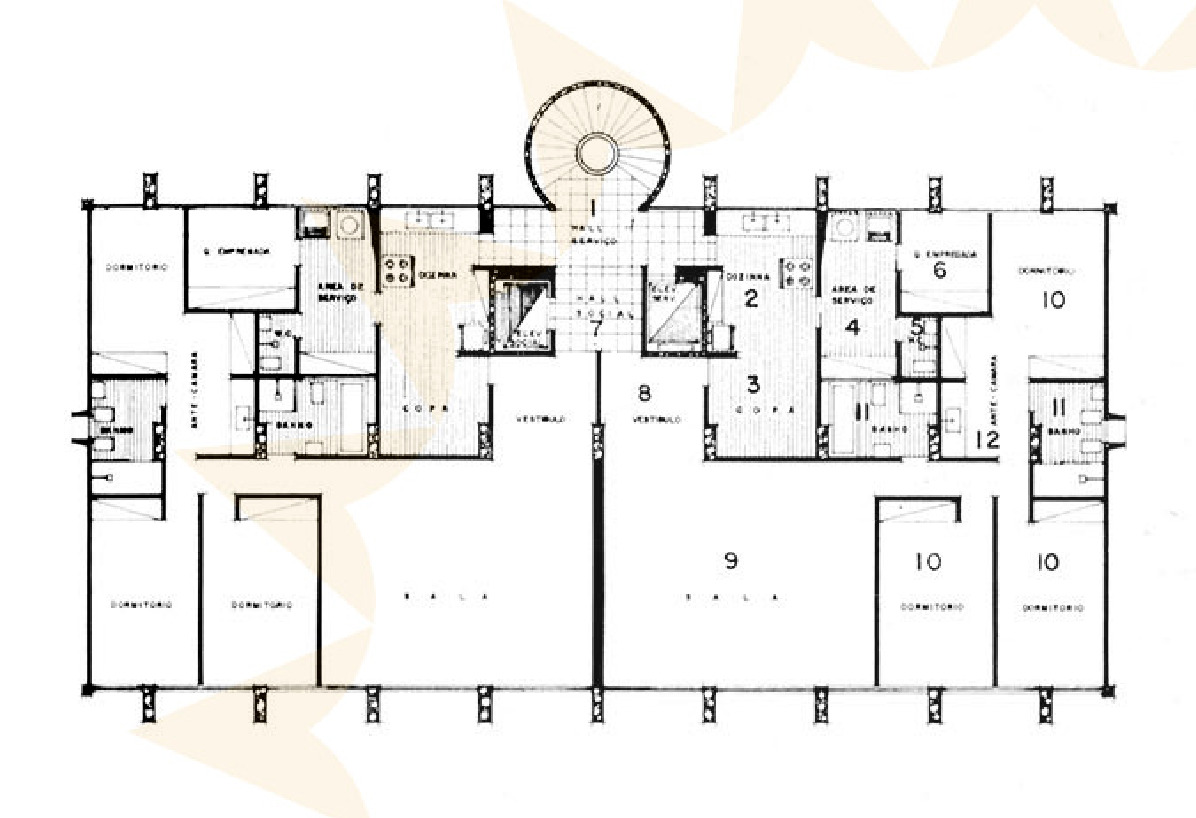 1
HALL
SERVIÇO
DORMITORIO
Q. EMPREGADA
AREA DE
SERVIÇO
COZINHA
ELEV
SOCIAL
HALL
SOCIAL
7
ELEV
SERV
COZINHA
2
AREA DE
SERVIÇO
4
Q. EMPREGADA
6
DORMITORIO
10
W.C.
5
ANTE-CAMARA
BANHO
BANHO
COPA
VESTIBULO
8
VESTIBULO
3
COPA
11
BANHO
ANTE-CAMARA
12
11
BANHO
SALA
9
SALA
DORMITORIO
DORMITORIO
10
DORMITORIO
10
DORMITORIO